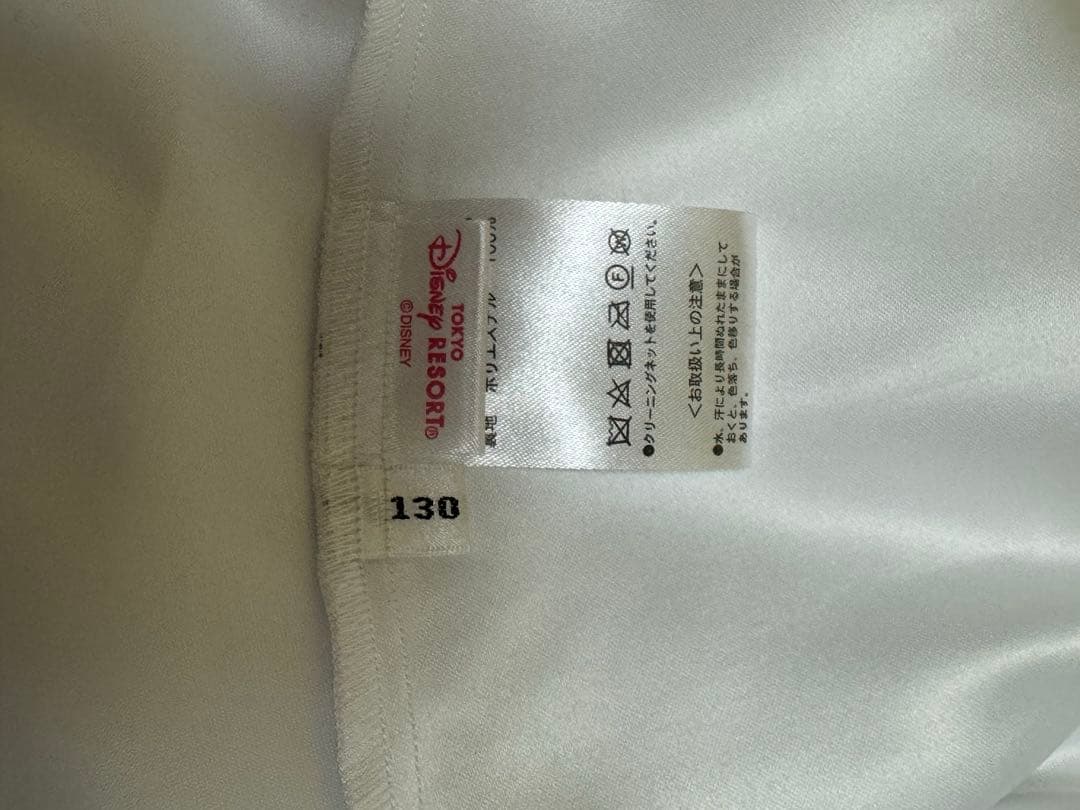 TOKYO
DISNEY RESORT®
©DISNEY
130
裏地 ポリエステル 100%
F W
●クリーニングネットを使用してください。
＜お取扱い上の注意＞
●水、汗により長時間ぬれたままにして
おくと、色落ち、色移りする場合が
あります。